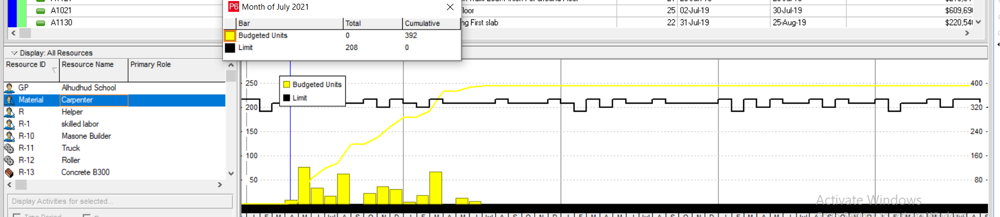 A1021
25 02-Jul-19 30-Jul-19 $609,69
A1130
ng First slab 22 31-Jul-19 25-Aug-19 $220,54
P6 Month of July 2021
Bar Total Cumulative
Budgeted Units 0 392
Limit 208 0
Display: All Resources
Resource ID Resource Name Primary Role
GP Alhudhud School
Material Carpenter
R Helper
R-1 skilled labor
R-10 Masone Builder
R-11 Truck
R-12 Roller
R-13 Concrete B300
Display Activities for selected...
Time Period
Budgeted Units
Limit
250
200
150
100
50
400
320
240
160
80
Activate Windows